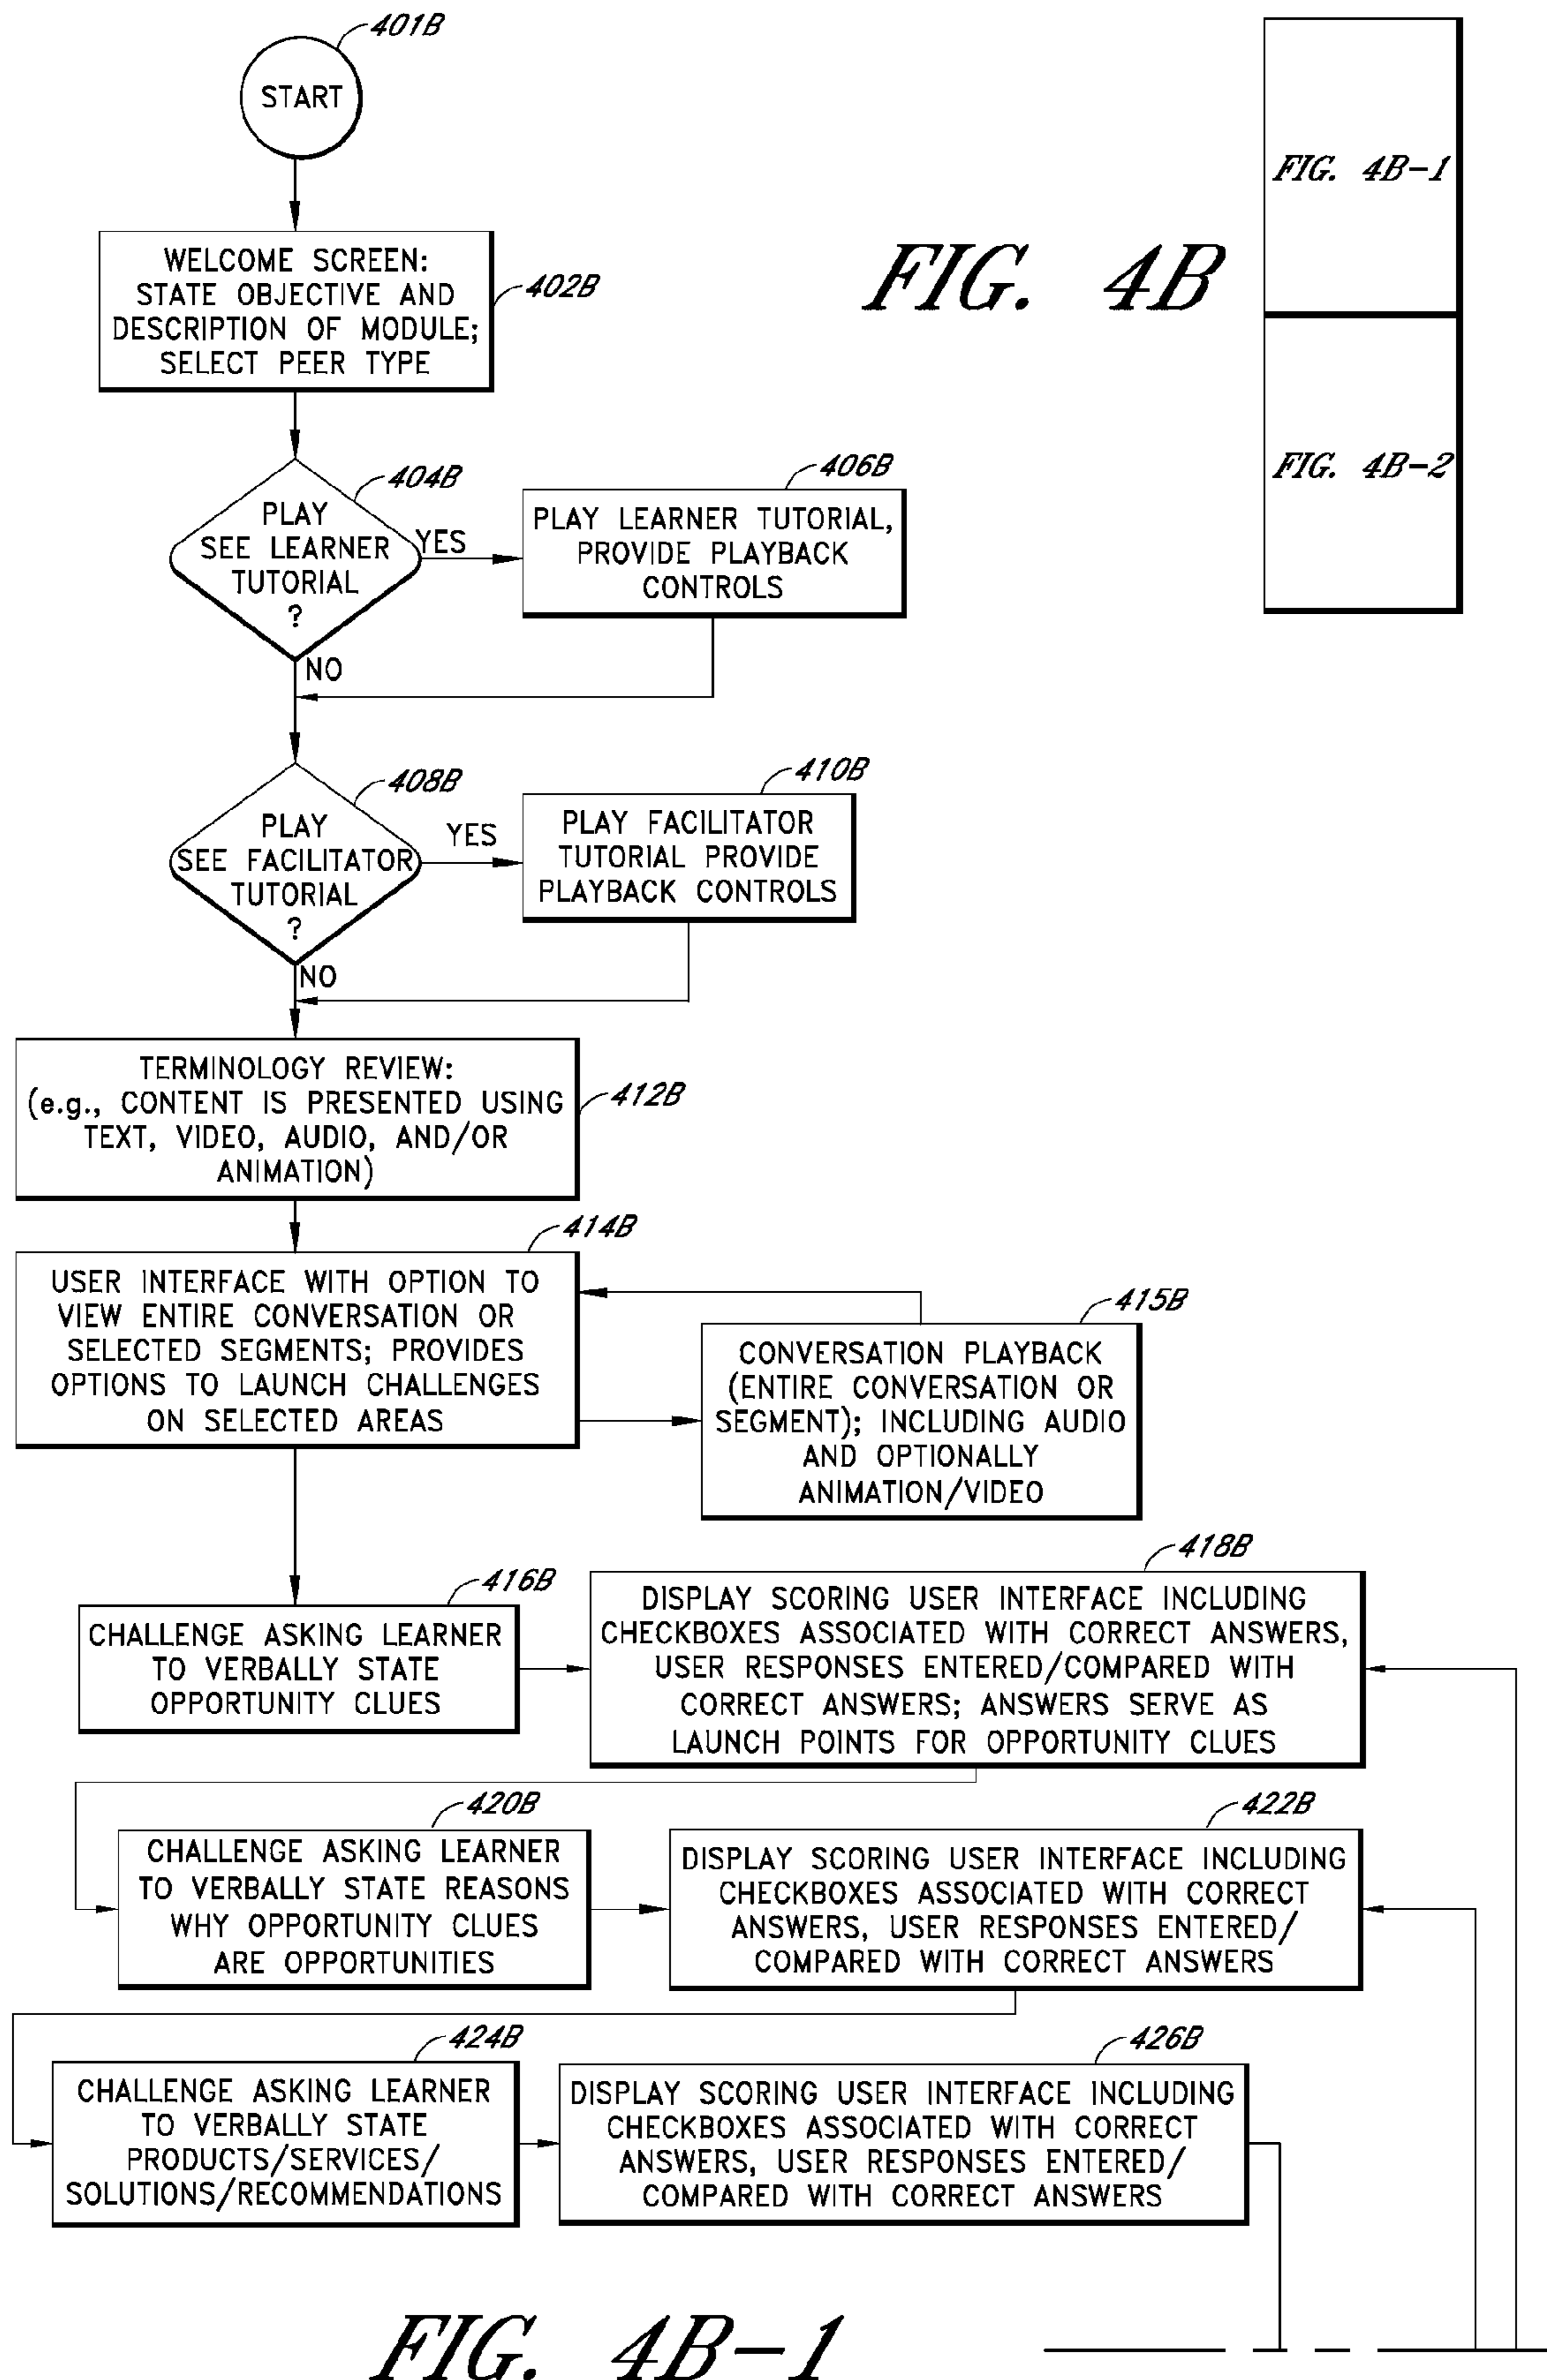 401B
START
WELCOME SCREEN:
STATE OBJECTIVE AND
DESCRIPTION OF MODULE;
SELECT PEER TYPE
402B
FIG. 4B
FIG. 4B-1
FIG. 4B-2
404B
PLAY
SEE LEARNER
TUTORIAL
?
YES
NO
406B
PLAY LEARNER TUTORIAL,
PROVIDE PLAYBACK
CONTROLS
408B
PLAY
SEE FACILITATOR
TUTORIAL
?
YES
NO
410B
PLAY FACILITATOR
TUTORIAL PROVIDE
PLAYBACK CONTROLS
TERMINOLOGY REVIEW:
(e.g., CONTENT IS PRESENTED USING
TEXT, VIDEO, AUDIO, AND/OR
ANIMATION)
412B
414B
USER INTERFACE WITH OPTION TO
VIEW ENTIRE CONVERSATION OR
SELECTED SEGMENTS; PROVIDES
OPTIONS TO LAUNCH CHALLENGES
ON SELECTED AREAS
415B
CONVERSATION PLAYBACK
(ENTIRE CONVERSATION OR
SEGMENT); INCLUDING AUDIO
AND OPTIONALLY
ANIMATION/VIDEO
416B
CHALLENGE ASKING LEARNER
TO VERBALLY STATE
OPPORTUNITY CLUES
418B
DISPLAY SCORING USER INTERFACE INCLUDING
CHECKBOXES ASSOCIATED WITH CORRECT ANSWERS,
USER RESPONSES ENTERED/COMPARED WITH
CORRECT ANSWERS; ANSWERS SERVE AS
LAUNCH POINTS FOR OPPORTUNITY CLUES
420B
CHALLENGE ASKING LEARNER
TO VERBALLY STATE REASONS
WHY OPPORTUNITY CLUES
ARE OPPORTUNITIES
422B
DISPLAY SCORING USER INTERFACE INCLUDING
CHECKBOXES ASSOCIATED WITH CORRECT
ANSWERS, USER RESPONSES ENTERED/
COMPARED WITH CORRECT ANSWERS
424B
CHALLENGE ASKING LEARNER
TO VERBALLY STATE
PRODUCTS/SERVICES/
SOLUTIONS/RECOMMENDATIONS
426B
DISPLAY SCORING USER INTERFACE INCLUDING
CHECKBOXES ASSOCIATED WITH CORRECT
ANSWERS, USER RESPONSES ENTERED/
COMPARED WITH CORRECT ANSWERS
FIG. 4B-1